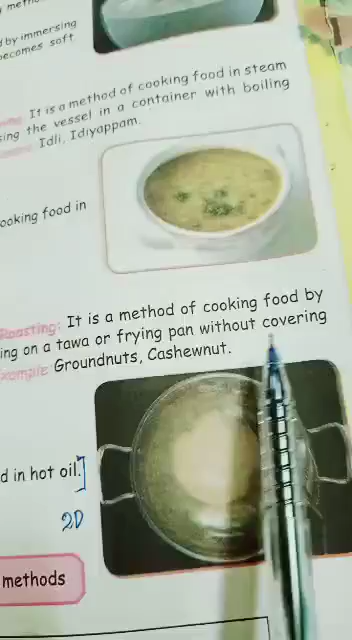 by immersing
becomes soft
It is a method of cooking food in steam
the vessel in a container with boiling
Idli, Idiyappam.
ooking food in
Roasting: It is a method of cooking food by
ing on a tawa or frying pan without covering
xample: Groundnuts, Cashewnut.
d in hot oil.]
2D
methods